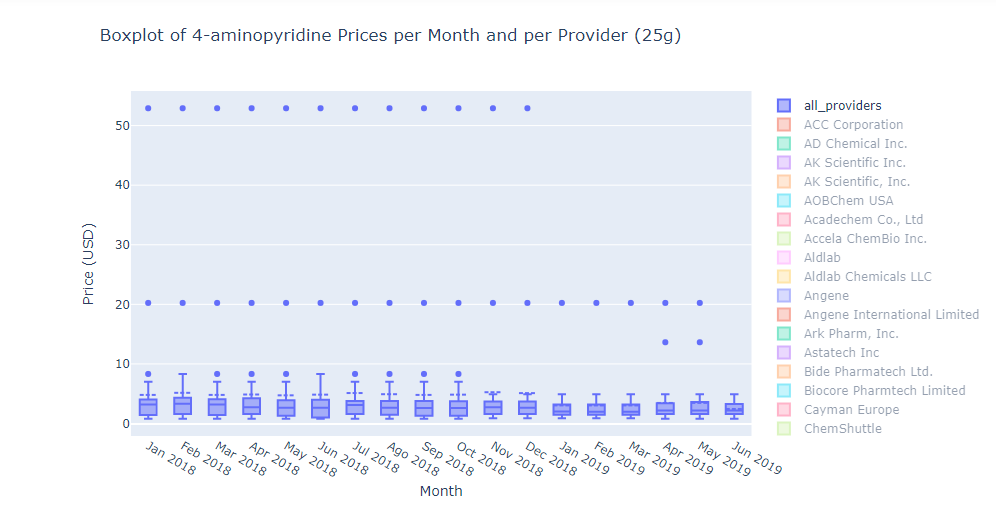 Boxplot of 4-aminopyridine Prices per Month and per Provider (25g)
all_providers
ACC Corporation
AD Chemical Inc.
AK Scientific Inc.
AK Scientific, Inc.
AOBChem USA
Acadechem Co., Ltd
Accela ChemBio Inc.
Aldlab
Aldlab Chemicals LLC
Angene
Angene International Limited
Ark Pharm, Inc.
Astatech Inc
Bide Pharmatech Ltd.
Biocore Pharmtech Limited
Cayman Europe
ChemShuttle
Price (USD)
50
40
30
20
10
0
Jan 2018
Feb 2018
Mar 2018
Apr 2018
May 2018
Jun 2018
Jul 2018
Ago 2018
Sep 2018
Oct 2018
Nov 2018
Dec 2018
Jan 2019
Feb 2019
Mar 2019
Apr 2019
May 2019
Jun 2019
Month